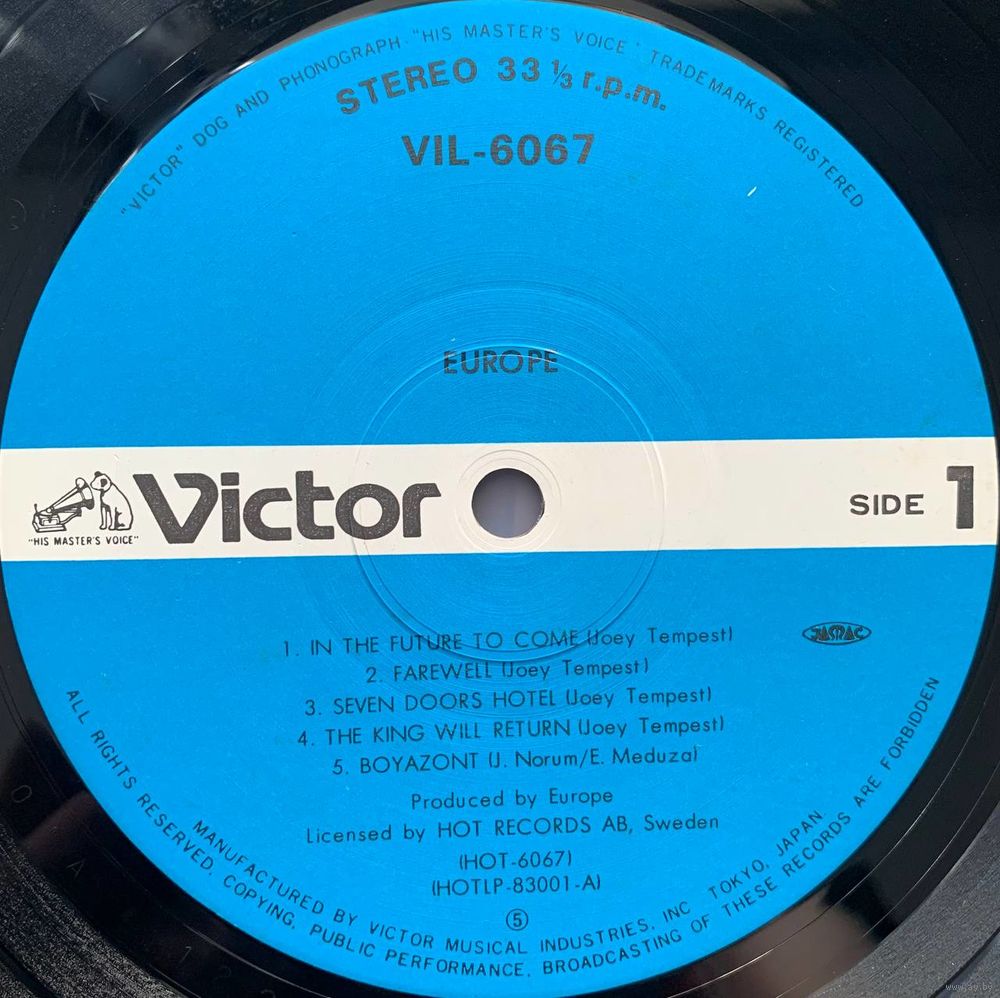 "VICTOR" DOG AND PHONOGRAPH "HIS MASTER'S VOICE" TRADEMARKS REGISTERED
STEREO 33 1/3 r.p.m.
VIL-6067
EUROPE
"HIS MASTER'S VOICE"
Victor
SIDE 1
JASRAC
1. IN THE FUTURE TO COME (Joey Tempest)
2. FAREWELL (Joey Tempest)
3. SEVEN DOORS HOTEL (Joey Tempest)
4. THE KING WILL RETURN (Joey Tempest)
5. BOYAZONT (J. Norum/E. Meduza)
Produced by Europe
Licensed by HOT RECORDS AB, Sweden
(HOT-6067)
(HOTLP-83001-A)
⑤
MANUFACTURED BY VICTOR MUSICAL INDUSTRIES, INC TOKYO, JAPAN
ALL RIGHTS RESERVED. COPYING, PUBLIC PERFORMANCE, BROADCASTING OF THESE RECORDS ARE FORBIDDEN
www.ay.by